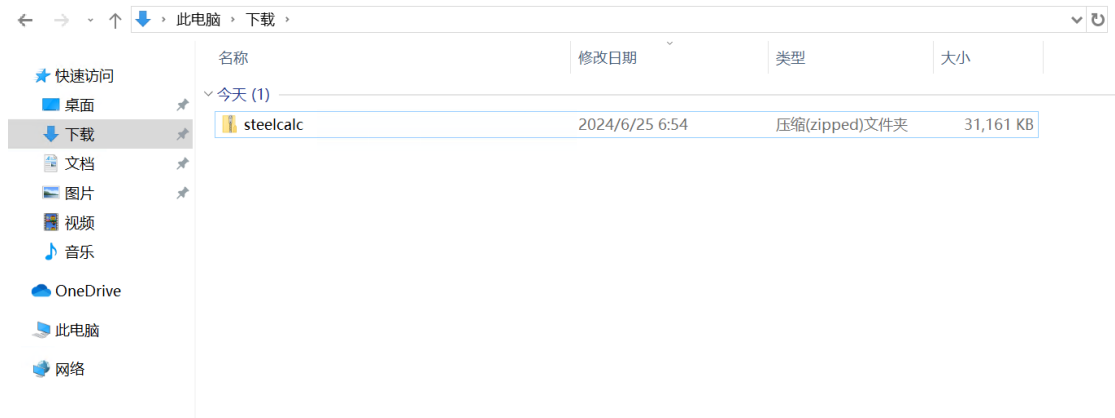 此电脑 › 下载 ›
名称 修改日期 类型 大小
快速访问
今天 (1)
桌面
steelcalc 2024/6/25 6:54 压缩(zipped)文件夹 31,161 KB
下载
文档
图片
视频
音乐
OneDrive
此电脑
网络